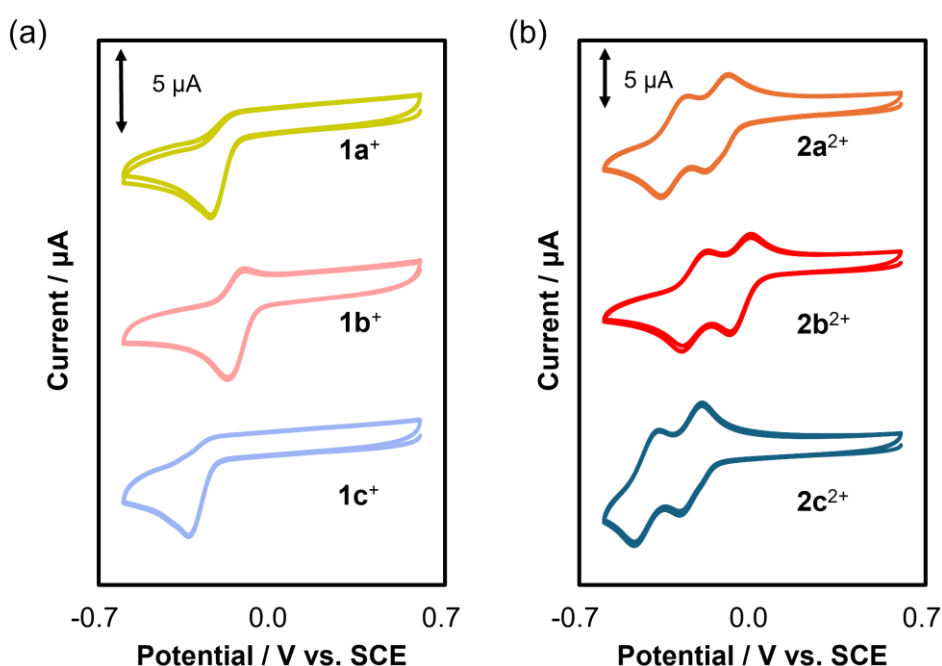 (a)
5 µA
1a⁺
1b⁺
1c⁺
Current / µA
-0.7 0.0 0.7
Potential / V vs. SCE
(b)
5 µA
2a²⁺
2b²⁺
2c²⁺
Current / µA
-0.7 0.0 0.7
Potential / V vs. SCE